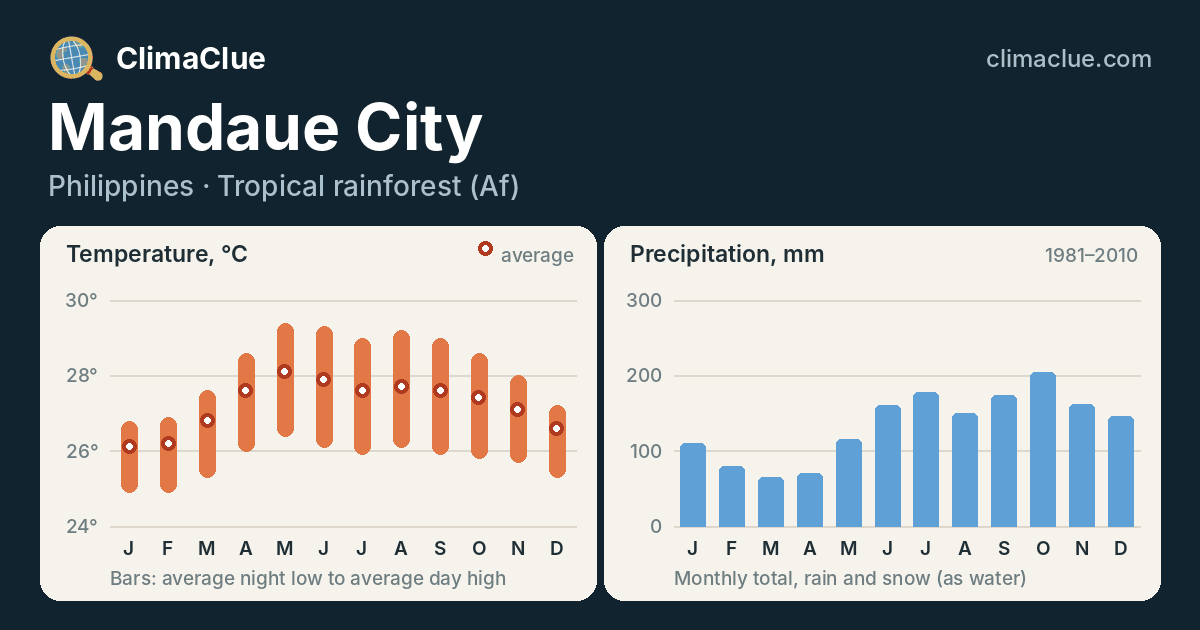 ClimaClue
climaclue.com
Mandaue City
Philippines · Tropical rainforest (Af)
Temperature, °C
average
30°
28°
26°
24°
J F M A M J J A S O N D
Bars: average night low to average day high
Precipitation, mm
1981–2010
300
200
100
0
J F M A M J J A S O N D
Monthly total, rain and snow (as water)